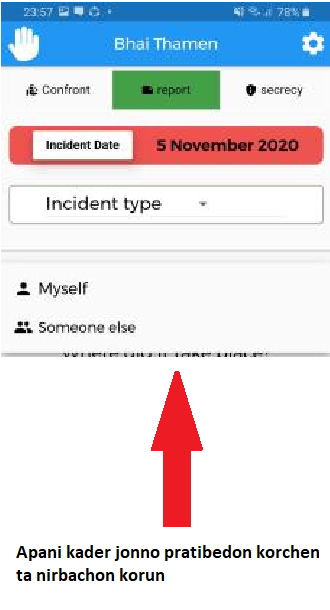 23:57 78%
Bhai Thamen
Confront report secrecy
Incident Date 5 November 2020
Incident type
Myself
Someone else
Where did it take place?
Apani kader jonno pratibedon korchen
ta nirbachon korun